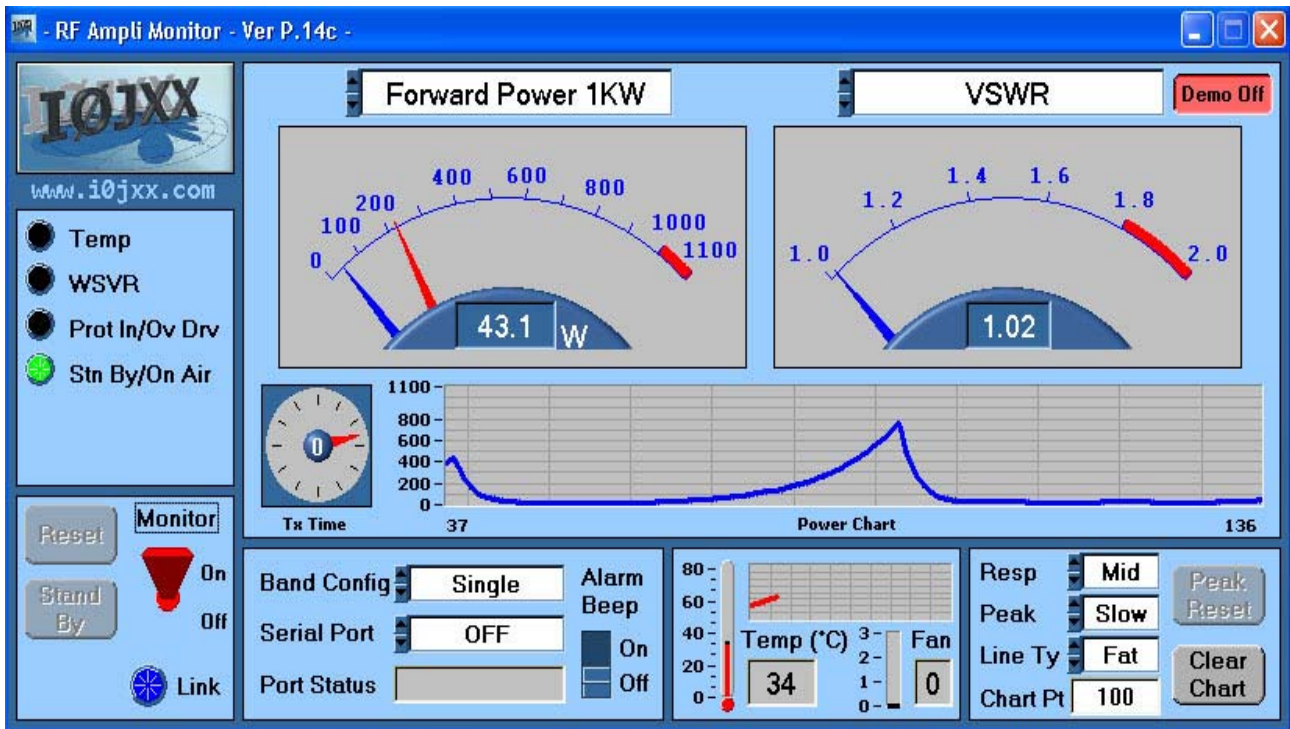 - RF Ampli Monitor - Ver P.14c -
IØJXX
www.i0jxx.com
Temp
WSVR
Prot In/Ov Drv
Stn By/On Air
Reset
Monitor
Stand By
On
Off
Link
Forward Power 1KW
0 100 200 400 600 800 1000 1100
43.1 W
VSWR
Demo Off
1.0 1.2 1.4 1.6 1.8 2.0
1.02
0
Tx Time
1100
800
600
400
200
0
37 Power Chart 136
Band Config Single
Serial Port OFF
Port Status
Alarm Beep
On
Off
80
60
40
20
0
Temp (°C)
34
3
2
1
0
Fan
0
Resp Mid
Peak Slow
Line Ty Fat
Chart Pt 100
Peak Reset
Clear Chart